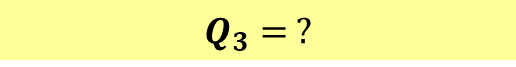 Q₃ = ?